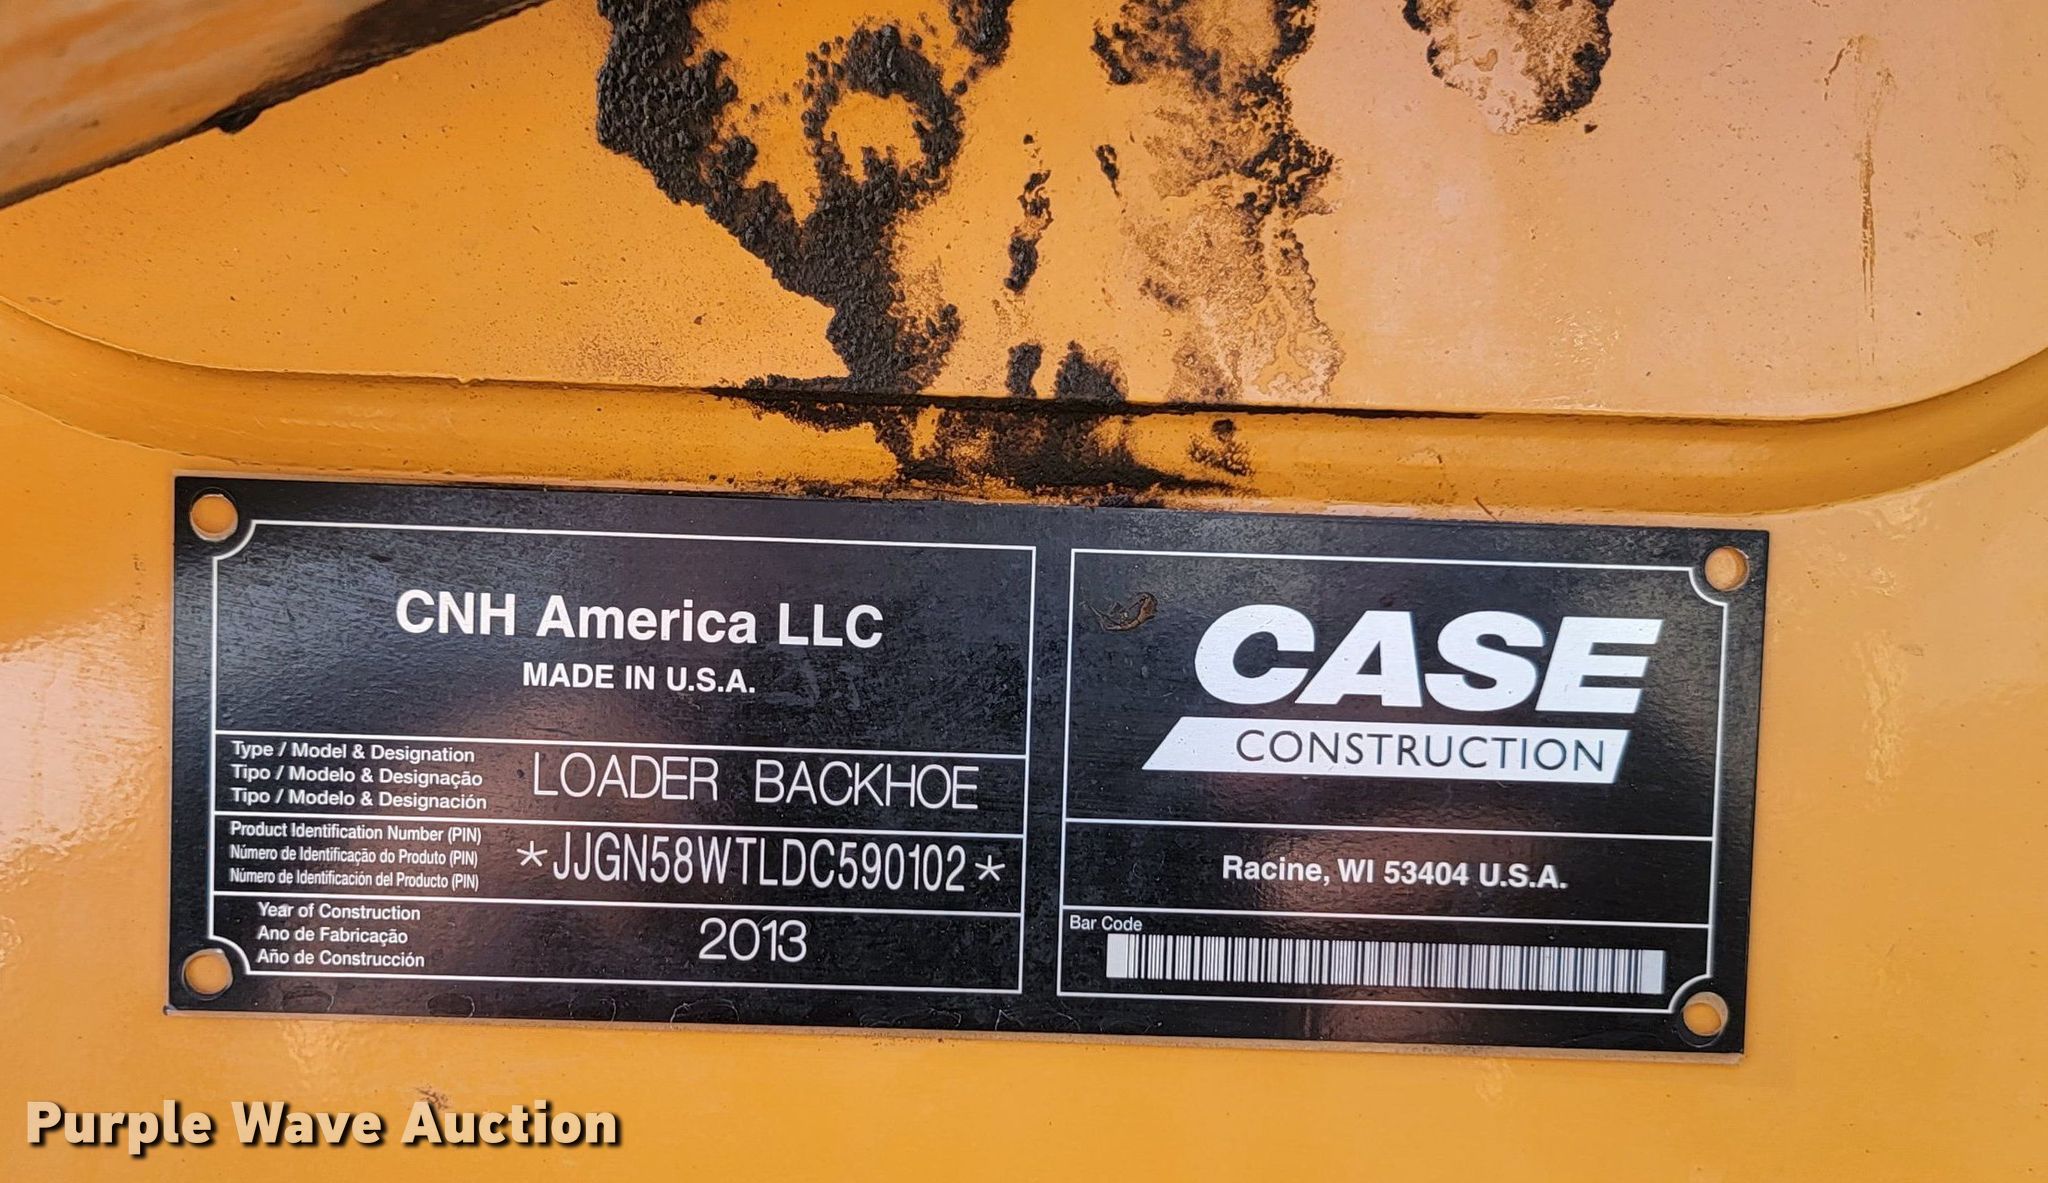 CNH America LLC
MADE IN U.S.A.
Type / Model & Designation
Tipo / Modelo & Designação
Tipo / Modelo & Designación
LOADER BACKHOE
Product Identification Number (PIN)
Número de Identificação do Produto (PIN)
Número de Identificación del Producto (PIN)
*JJGN58WTLDC590102*
Year of Construction
Ano de Fabricação
Año de Construcción
2013
CASE
CONSTRUCTION
Racine, WI 53404 U.S.A.
Bar Code
Purple Wave Auction